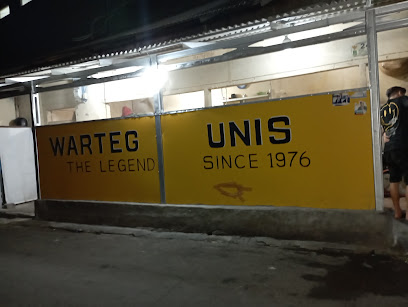 WARTEG UNIS
THE LEGEND. SINCE 1976